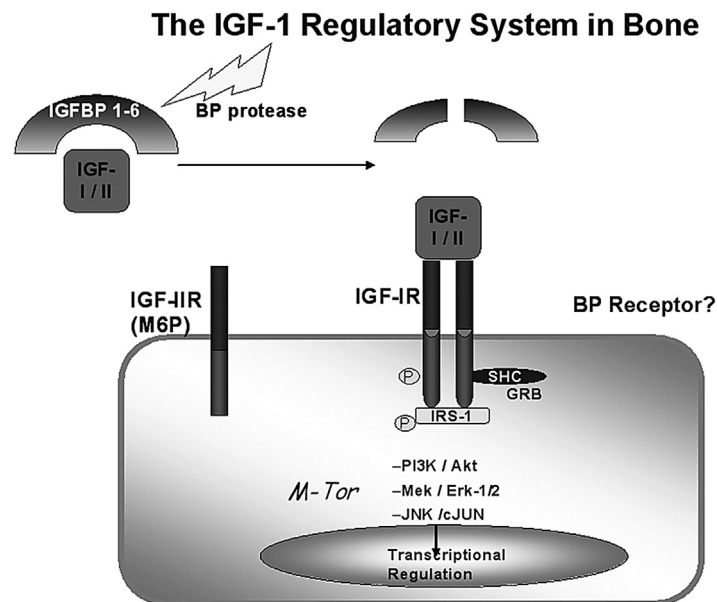 The IGF-1 Regulatory System in Bone
IGFBP 1-6
BP protease
IGF-
I / II
IGF-
I / II
IGF-IIR
(M6P)
IGF-IR
BP Receptor?
P
SHC
GRB
P
IRS-1
–PI3K / Akt
M-Tor
–Mek / Erk-1/2
–JNK /cJUN
Transcriptional
Regulation